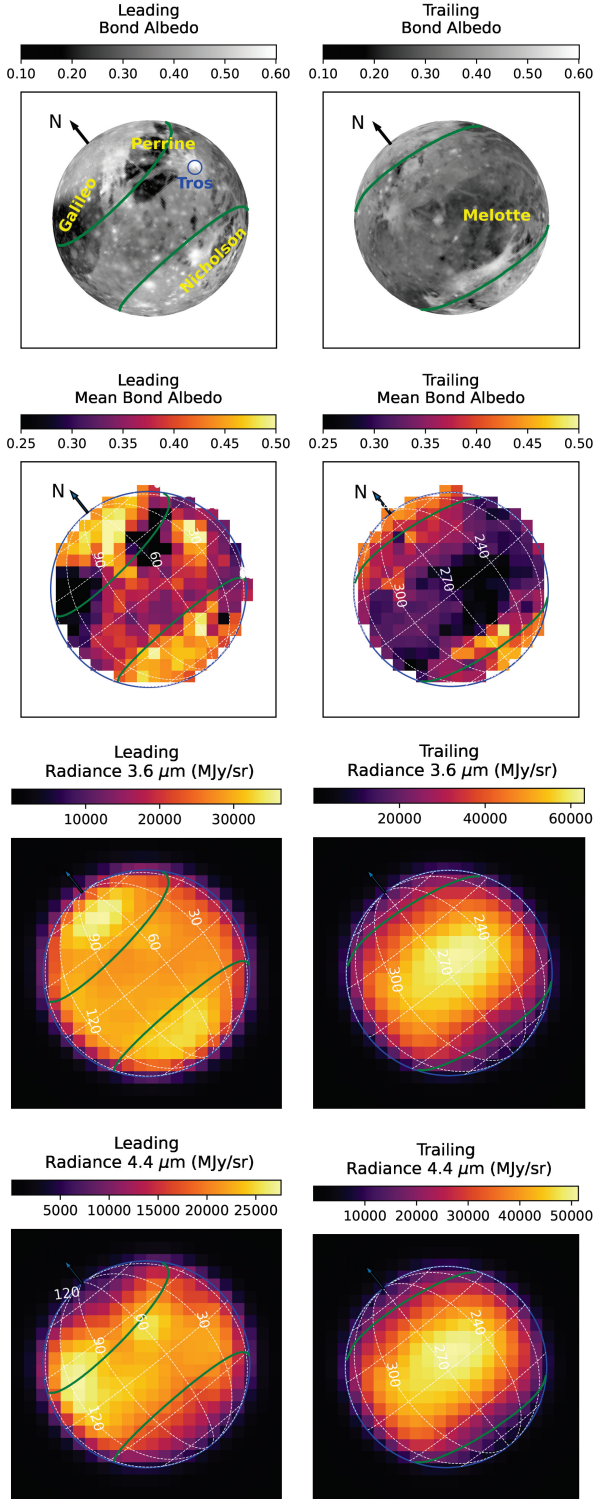 Leading
Bond Albedo
0.10 0.20 0.30 0.40 0.50 0.60
Trailing
Bond Albedo
0.10 0.20 0.30 0.40 0.50 0.60
N
Perrine
Tros
Galileo
Nicholson
N
Melotte
Leading
Mean Bond Albedo
0.25 0.30 0.35 0.40 0.45 0.50
Trailing
Mean Bond Albedo
0.25 0.30 0.35 0.40 0.45 0.50
N
90
60
30
N
240
270
300
Leading
Radiance 3.6 μm (MJy/sr)
10000 20000 30000
Trailing
Radiance 3.6 μm (MJy/sr)
20000 40000 60000
30
90
60
120
240
270
300
Leading
Radiance 4.4 μm (MJy/sr)
5000 10000 15000 20000 25000
Trailing
Radiance 4.4 μm (MJy/sr)
10000 20000 30000 40000 50000
120
60
30
90
120
240
270
300